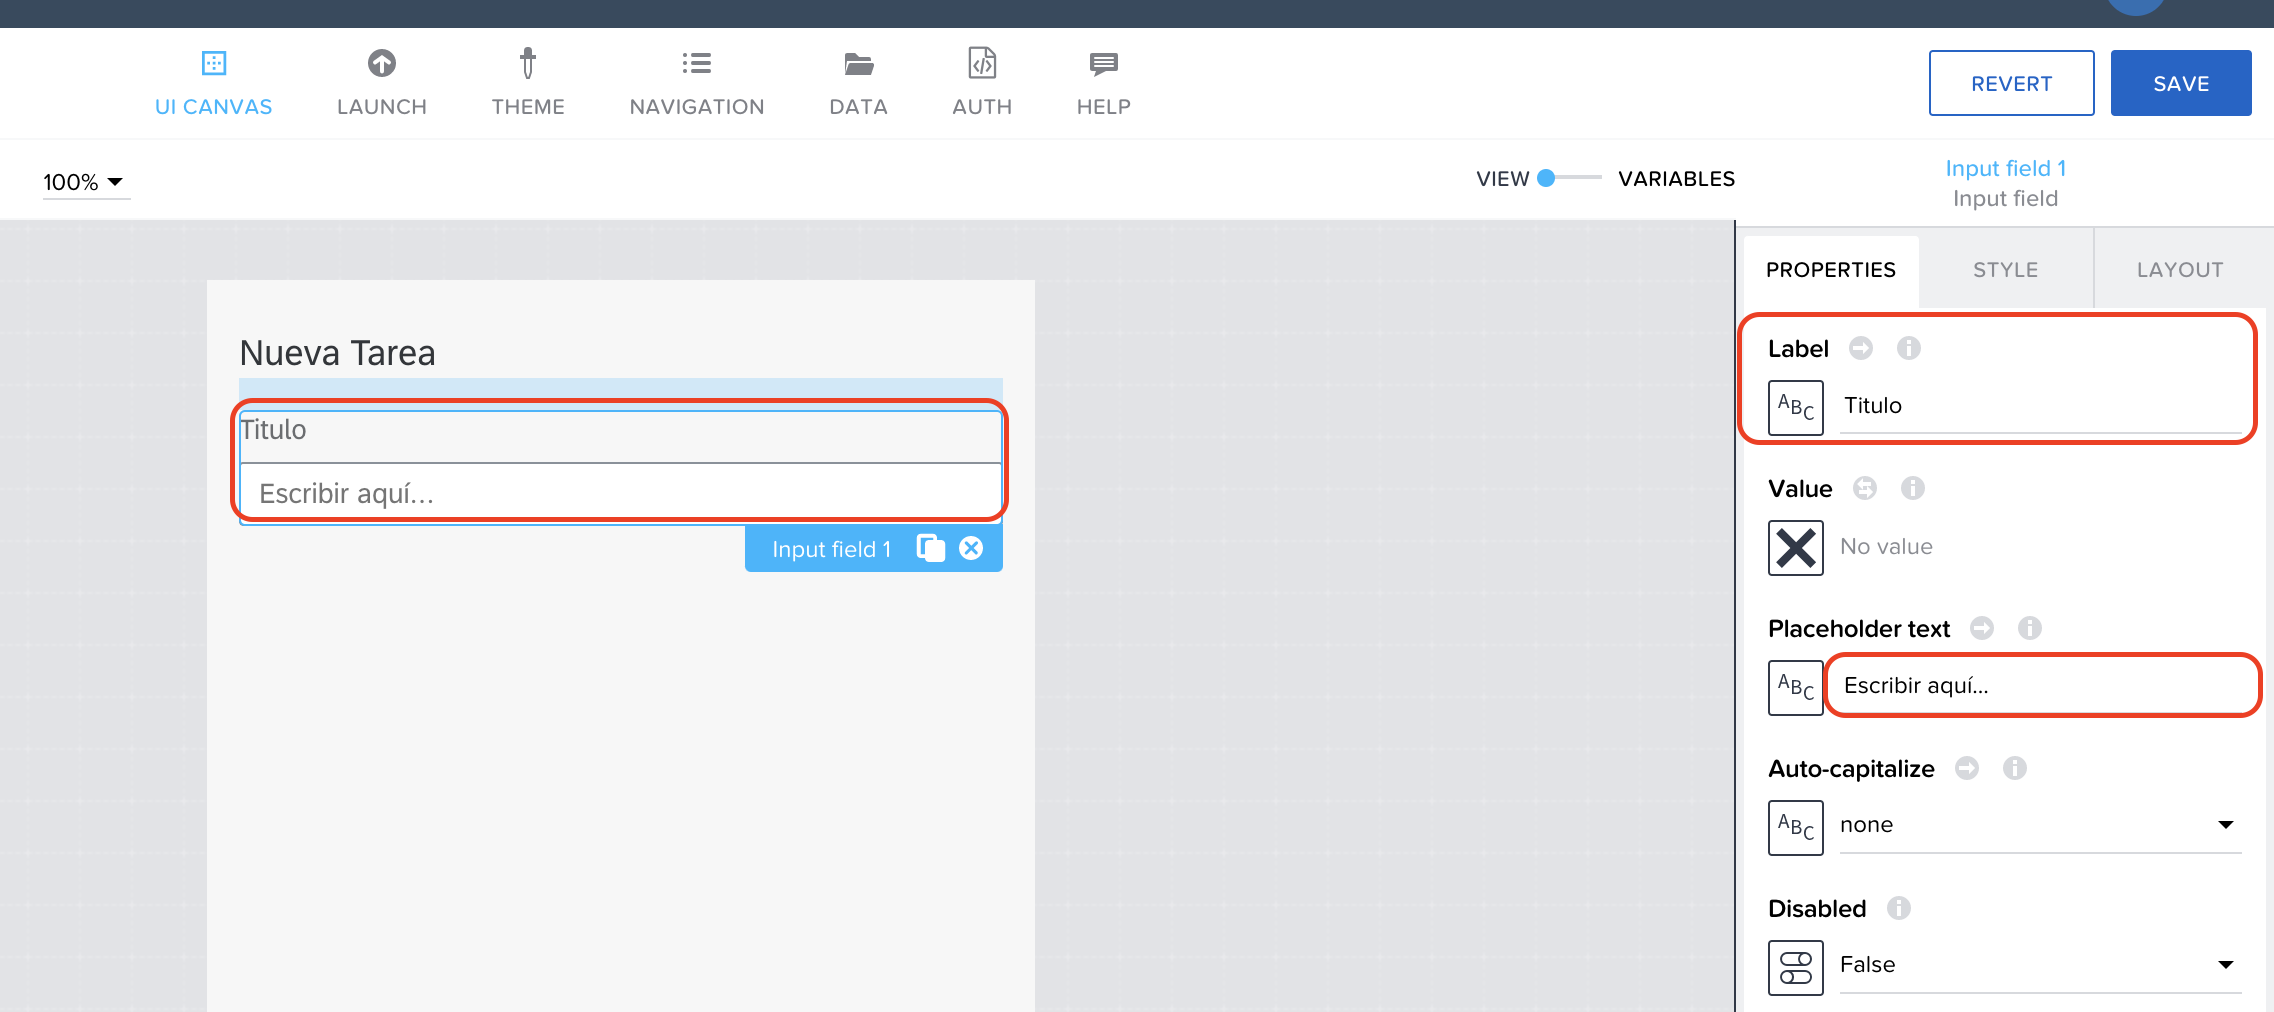 UI CANVAS LAUNCH THEME NAVIGATION DATA AUTH HELP
REVERT SAVE
100% VIEW VARIABLES
Input field 1
Input field
PROPERTIES STYLE LAYOUT
Nueva Tarea
Titulo
Escribir aquí...
Input field 1
Label
ABC Titulo
Value
No value
Placeholder text
ABC Escribir aquí...
Auto-capitalize
ABC none
Disabled
False